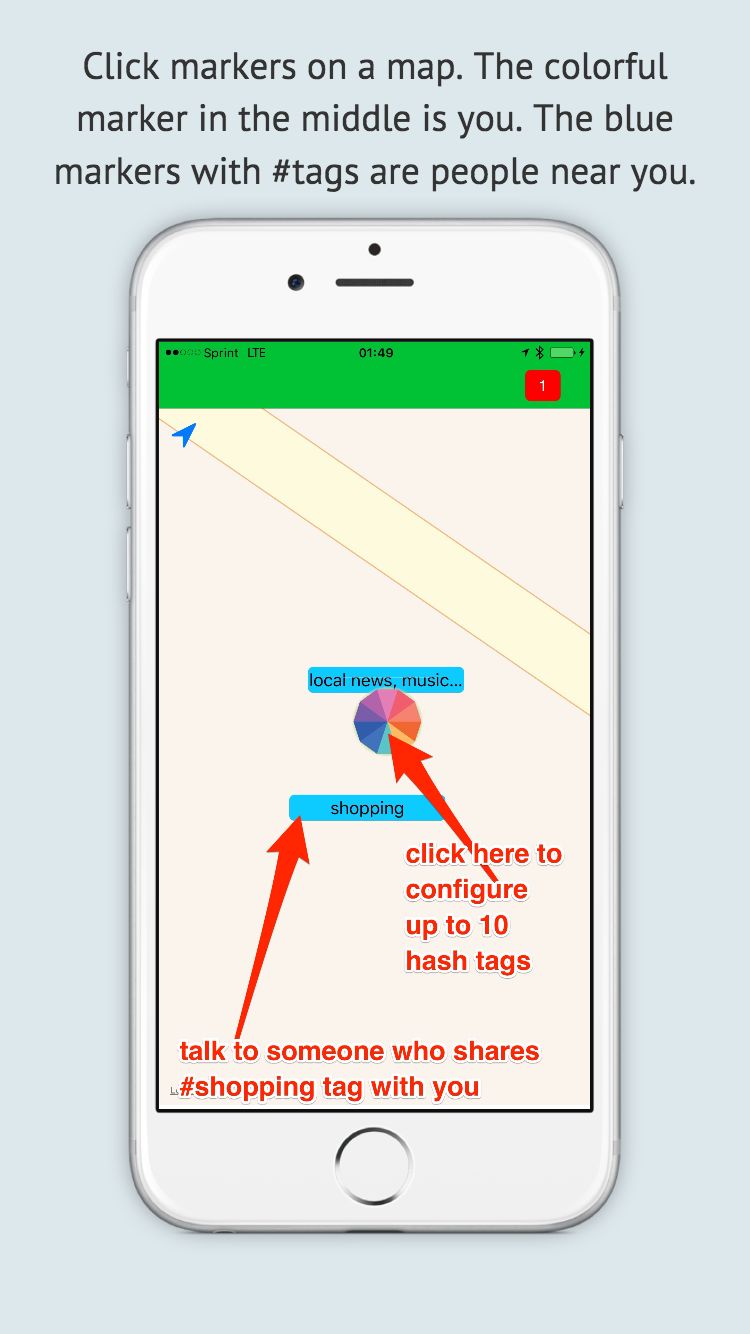 Click markers on a map. The colorful
marker in the middle is you. The blue
markers with #tags are people near you.
Sprint LTE 01:49
1
local news, music...
shopping
click here to
configure
up to 10
hash tags
talk to someone who shares
#shopping tag with you